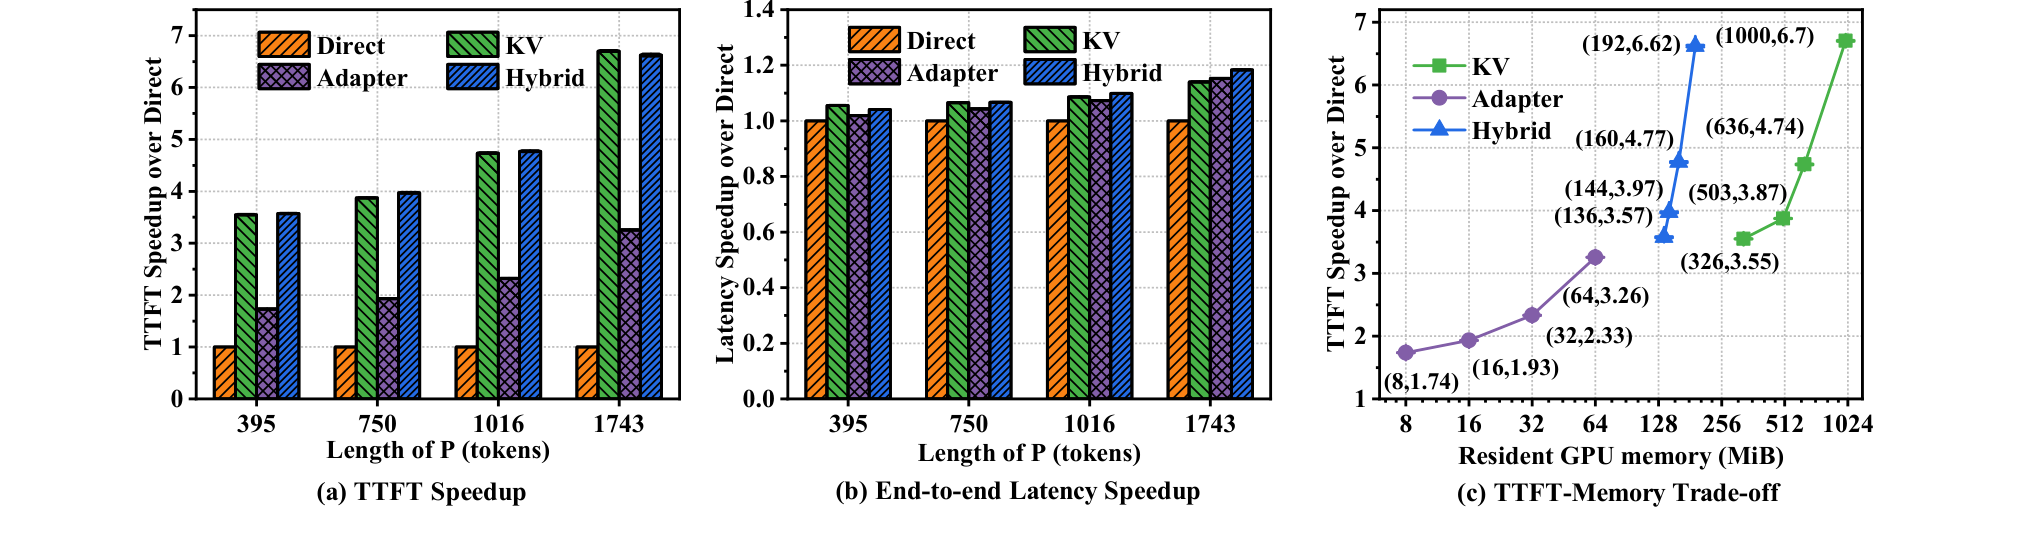 TTFT Speedup over Direct
7
6
5
4
3
2
1
0
Direct
KV
Adapter
Hybrid
395 750 1016 1743
Length of P (tokens)
(a) TTFT Speedup
Latency Speedup over Direct
1.4
1.2
1.0
0.8
0.6
0.4
0.2
0.0
Direct
KV
Adapter
Hybrid
395 750 1016 1743
Length of P (tokens)
(b) End-to-end Latency Speedup
TTFT Speedup over Direct
7
6
5
4
3
2
1
KV
Adapter
Hybrid
(192,6.62)
(1000,6.7)
(636,4.74)
(160,4.77)
(144,3.97)
(503,3.87)
(136,3.57)
(326,3.55)
(64,3.26)
(32,2.33)
(16,1.93)
(8,1.74)
8 16 32 64 128 256 512 1024
Resident GPU memory (MiB)
(c) TTFT-Memory Trade-off